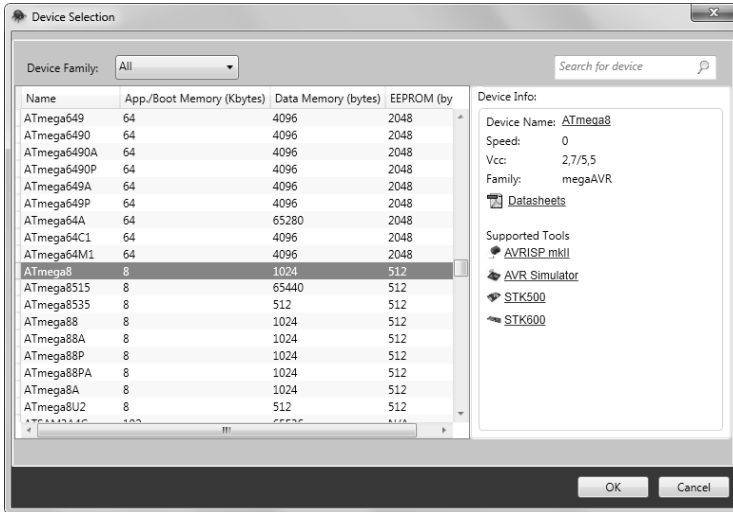 Device Selection
Device Family: All
Search for device
Name App./Boot Memory (Kbytes) Data Memory (bytes) EEPROM (by
ATmega649 64 4096 2048
ATmega6490 64 4096 2048
ATmega6490A 64 4096 2048
ATmega6490P 64 4096 2048
ATmega649A 64 4096 2048
ATmega649P 64 4096 2048
ATmega64A 64 65280 2048
ATmega64C1 64 4096 2048
ATmega64M1 64 4096 2048
ATmega8 8 1024 512
ATmega8515 8 65440 512
ATmega8535 8 512 512
ATmega88 8 1024 512
ATmega88A 8 1024 512
ATmega88P 8 1024 512
ATmega88PA 8 1024 512
ATmega8A 8 1024 512
ATmega8U2 8 512 512
Device Info:
Device Name: ATmega8
Speed: 0
Vcc: 2,7/5,5
Family: megaAVR
Datasheets
Supported Tools
AVRISP mkII
AVR Simulator
STK500
STK600
OK Cancel